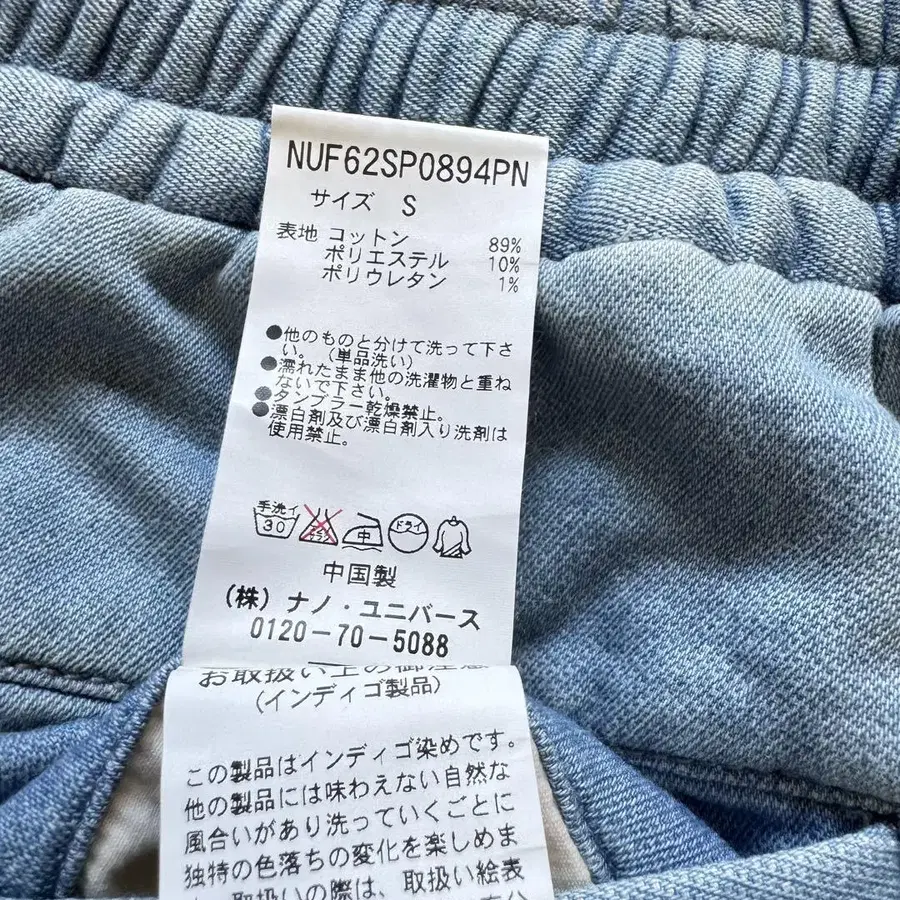 NUF62SP0894PN
サイズ S
表地 コットン 89%
ポリエステル 10%
ポリウレタン 1%
●他のものと分けて洗って下さ
い。(単品洗い)
●濡れたまま他の洗濯物と重ね
ないで下さい。
●タンブラー乾燥禁止。
●漂白剤及び漂白剤入り洗剤は
使用禁止。
手洗イ
30 中 ドライ
中国製
(株) ナノ・ユニバース
0120-70-5088
お取扱い上の御注意
(インディゴ製品)
この製品はインディゴ染めです。
他の製品には味わえない自然な
風合いがあり洗っていくごとに
独特の色落ちの変化を楽しめま
取扱いの際は、取扱い絵表